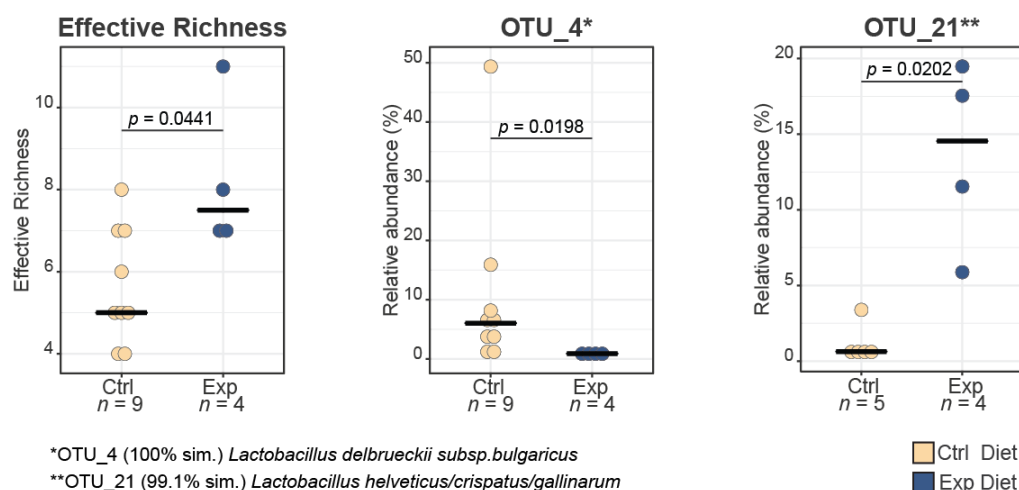 Effective Richness
OTU_4*
OTU_21**
Effective Richness
10
8
6
4
p = 0.0441
Ctrl
n = 9
Exp
n = 4
Relative abundance (%)
50
40
30
20
10
0
p = 0.0198
Ctrl
n = 9
Exp
n = 4
Relative abundance (%)
20
15
10
5
0
p = 0.0202
Ctrl
n = 5
Exp
n = 4
*OTU_4 (100% sim.) Lactobacillus delbrueckii subsp.bulgaricus
**OTU_21 (99.1% sim.) Lactobacillus helveticus/crispatus/gallinarum
Ctrl Diet
Exp Diet